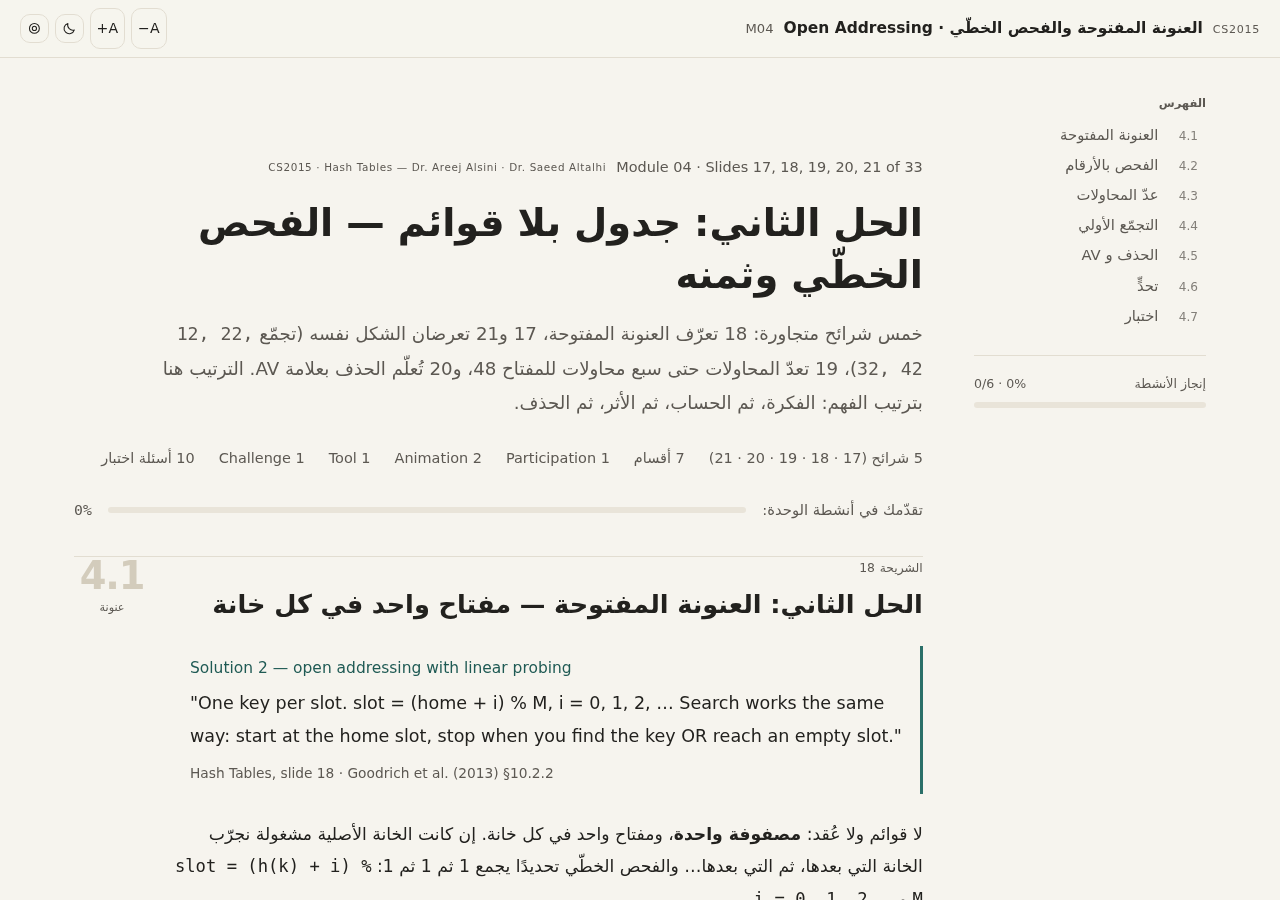 CS2015 العنونة المفتوحة والفحص الخطّي · Open Addressing M04
A− A+
الفهرس
4.1 العنونة المفتوحة
4.2 الفحص بالأرقام
4.3 عدّ المحاولات
4.4 التجمّع الأولي
4.5 الحذف و AV
4.6 تحدٍّ
4.7 اختبار
إنجاز الأنشطة 0/6 · 0%
Module 04 · Slides 17, 18, 19, 20, 21 of 33 CS2015 · Hash Tables — Dr. Areej Alsini · Dr. Saeed Altalhi
الحل الثاني: جدول بلا قوائم — الفحص
الخطّي وثمنه
خمس شرائح متجاورة: 18 تعرّف العنونة المفتوحة، 17 و21 تعرضان الشكل نفسه (تجمّع 12, 22,
32, 42)، 19 تعدّ المحاولات حتى سبع محاولات للمفتاح 48، و20 تُعلّم الحذف بعلامة AV. الترتيب هنا
بترتيب الفهم: الفكرة، ثم الحساب، ثم الأثر، ثم الحذف.
5 شرائح (17 · 18 · 19 · 20 · 21) 7 أقسام 1 Participation 2 Animation 1 Tool 1 Challenge 10 أسئلة اختبار
تقدّمك في أنشطة الوحدة: 0%
الشريحة 18
4.1
عنونة
الحل الثاني: العنونة المفتوحة — مفتاح واحد في كل خانة
Solution 2 — open addressing with linear probing
"One key per slot. slot = (home + i) % M, i = 0, 1, 2, … Search works the same
way: start at the home slot, stop when you find the key OR reach an empty slot."
Hash Tables, slide 18 · Goodrich et al. (2013) §10.2.2
لا قوائم ولا عُقد: مصفوفة واحدة، ومفتاح واحد في كل خانة. إن كانت الخانة الأصلية مشغولة نجرّب
الخانة التي بعدها، ثم التي بعدها… والفحص الخطّي تحديدًا يجمع 1 ثم 1 ثم 1: slot = (h(k) + i) %